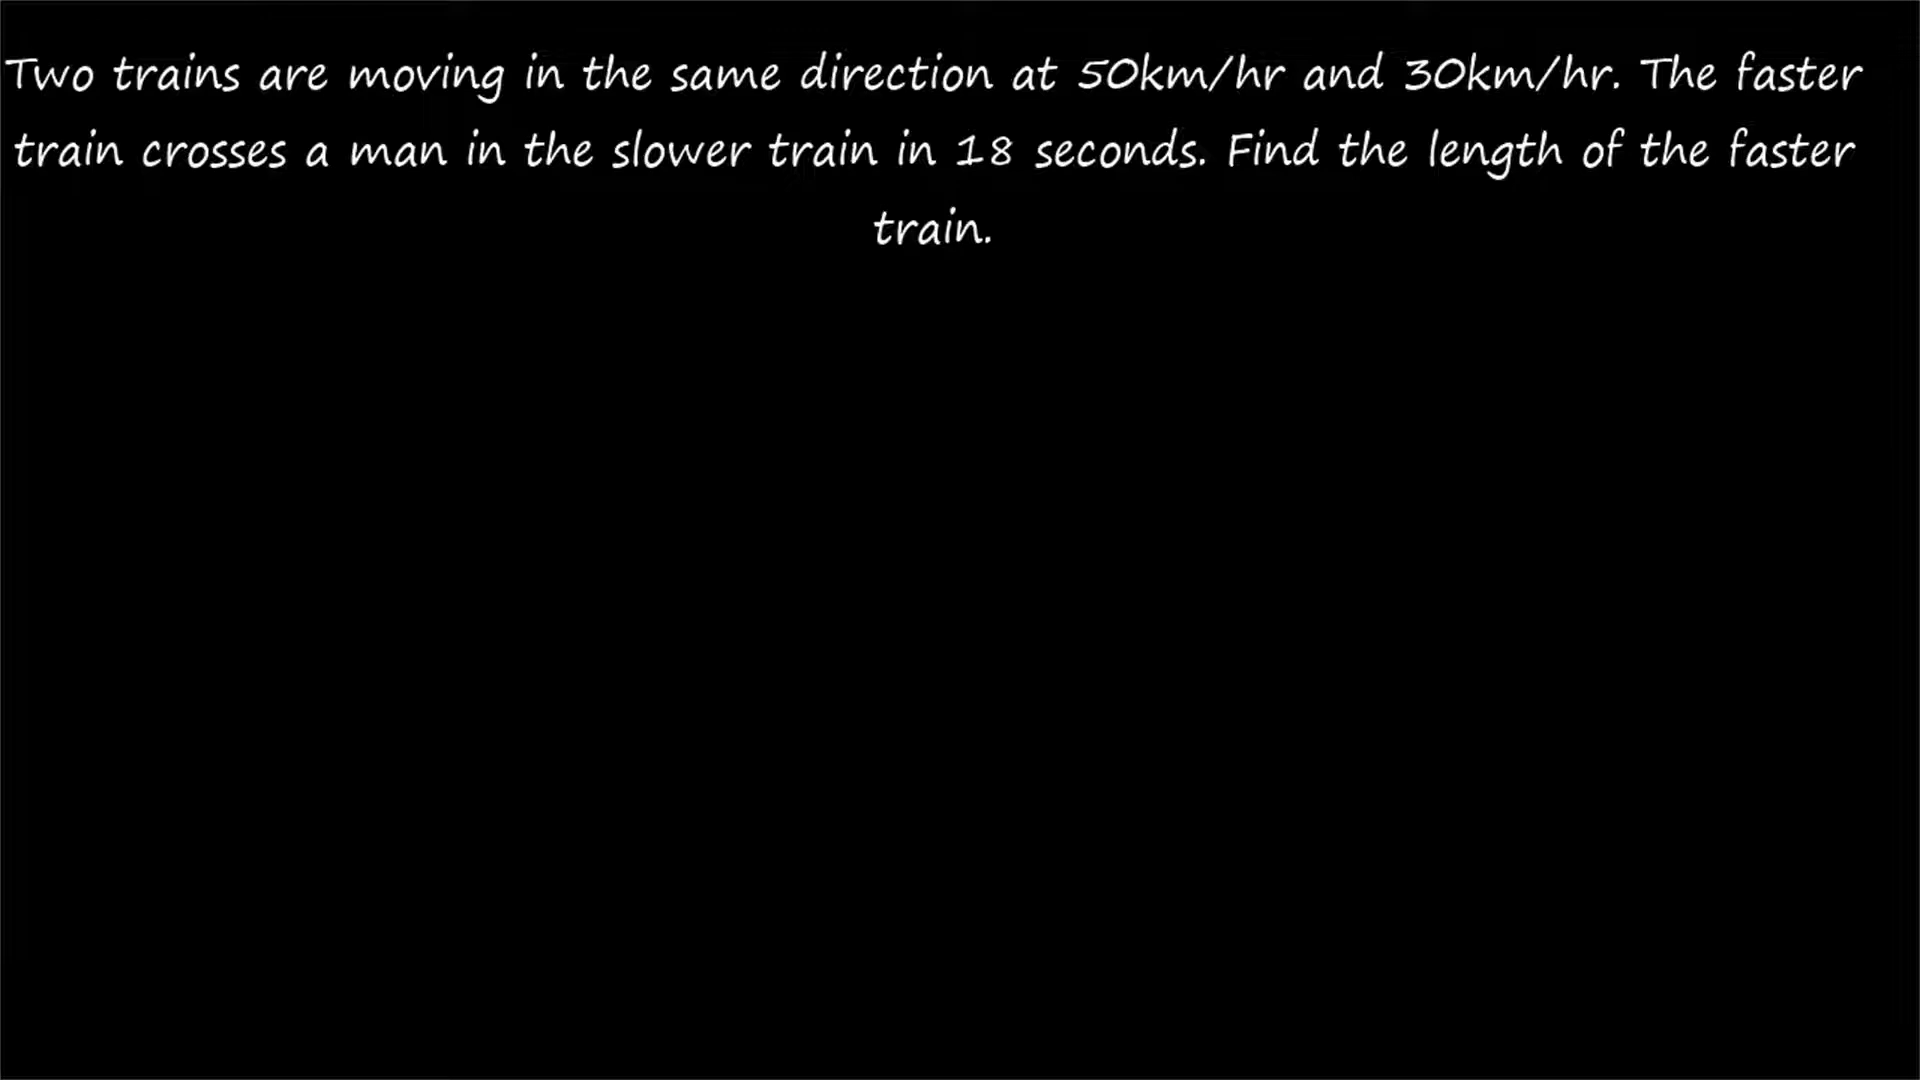 Two trains are moving in the same direction at 50km/hr and 30km/hr. The faster
train crosses a man in the slower train in 18 seconds. Find the length of the faster
train.